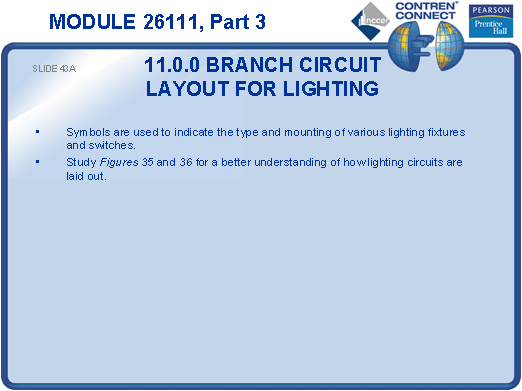 MODULE 26111, Part 3
nccer
CONTREN®
CONNECT
PEARSON
Prentice
Hall
SLIDE 43A
11.0.0 BRANCH CIRCUIT
LAYOUT FOR LIGHTING
• Symbols are used to indicate the type and mounting of various lighting fixtures
and switches.
• Study Figures 35 and 36 for a better understanding of how lighting circuits are
laid out.